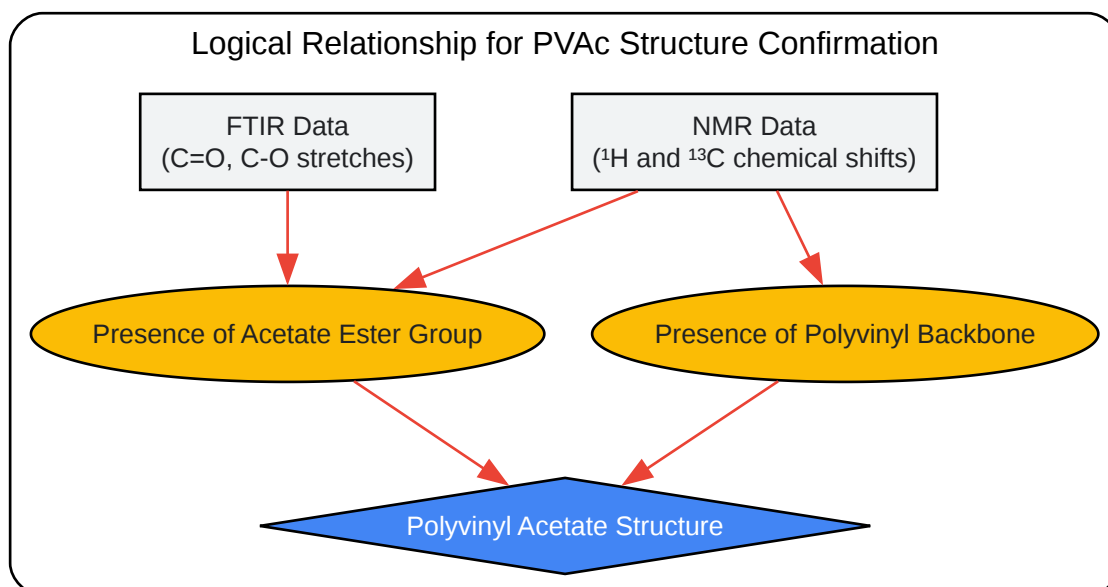 Logical Relationship for PVAc Structure Confirmation
FTIR Data
(C=O, C-O stretches)
NMR Data
(¹H and ¹³C chemical shifts)
Presence of Acetate Ester Group
Presence of Polyvinyl Backbone
Polyvinyl Acetate Structure